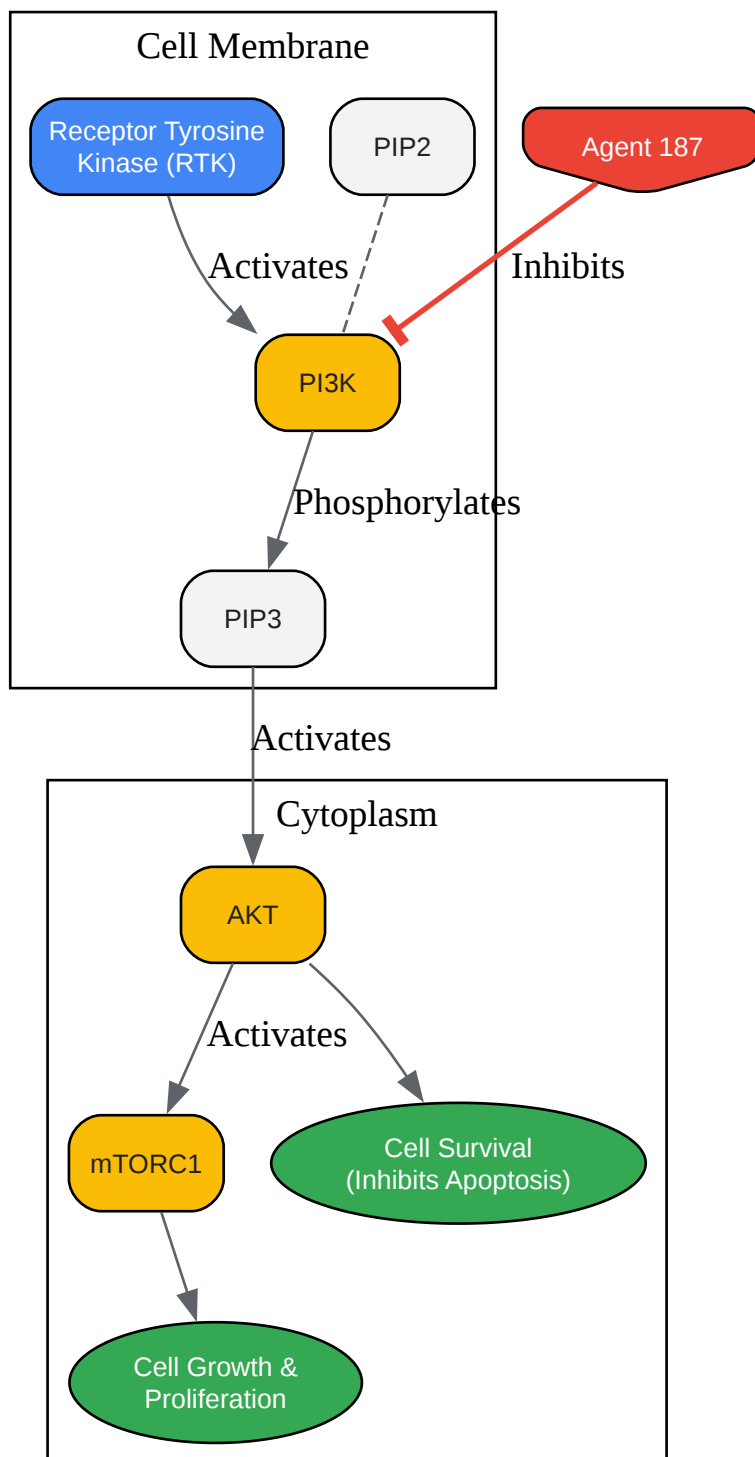 Cell Membrane
Receptor Tyrosine
Kinase (RTK)
PIP2
Agent 187
Activates
Inhibits
PI3K
Phosphorylates
PIP3
Activates
Cytoplasm
AKT
Activates
mTORC1
Cell Survival
(Inhibits Apoptosis)
Cell Growth &
Proliferation